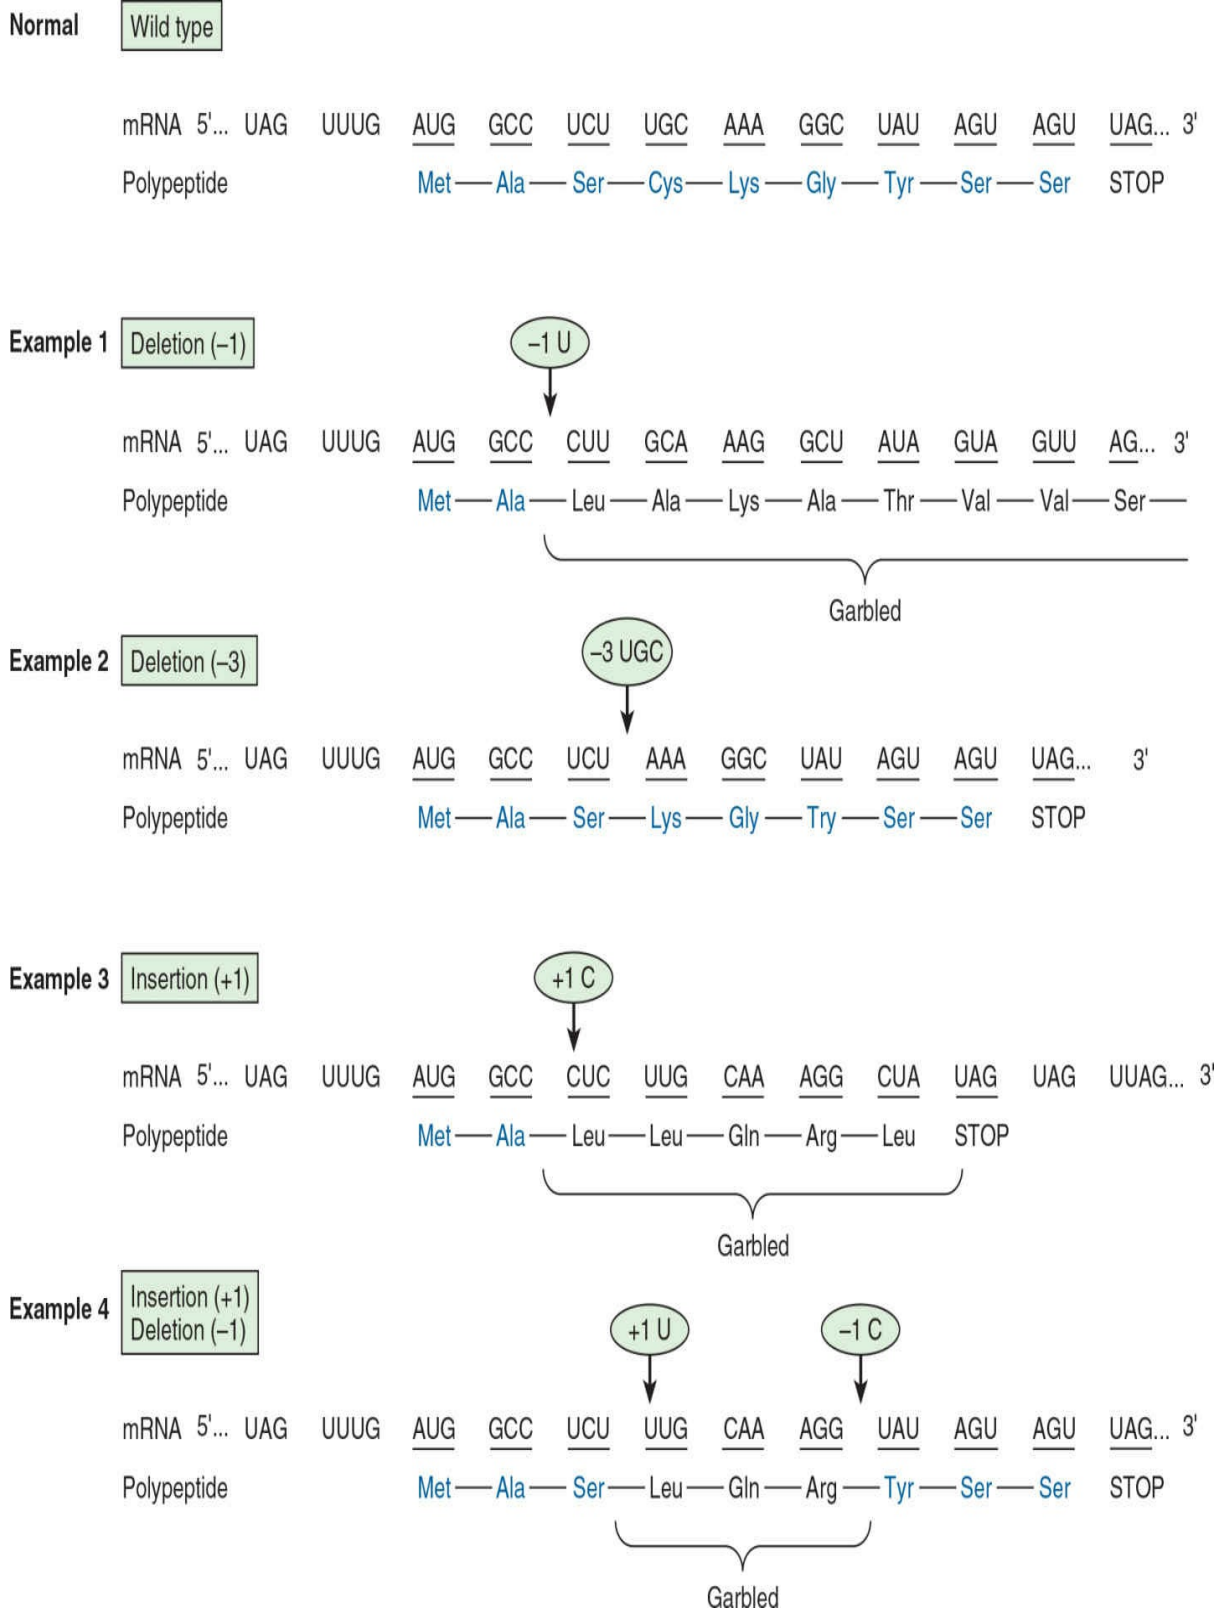 Normal Wild type
mRNA 5'... UAG UUUG AUG GCC UCU UGC AAA GGC UAU AGU AGU UAG... 3'
Polypeptide Met Ala Ser Cys Lys Gly Tyr Ser Ser STOP
Example 1 Deletion (–1) –1 U
mRNA 5'... UAG UUUG AUG GCC CUU GCA AAG GCU AUA GUA GUU AG... 3'
Polypeptide Met Ala Leu Ala Lys Ala Thr Val Val Ser
Garbled
Example 2 Deletion (–3) –3 UGC
mRNA 5'... UAG UUUG AUG GCC UCU AAA GGC UAU AGU AGU UAG... 3'
Polypeptide Met Ala Ser Lys Gly Try Ser Ser STOP
Example 3 Insertion (+1) +1 C
mRNA 5'... UAG UUUG AUG GCC CUC UUG CAA AGG CUA UAG UAG UUAG... 3'
Polypeptide Met Ala Leu Leu Gln Arg Leu STOP
Garbled
Example 4 Insertion (+1)
Deletion (–1) +1 U –1 C
mRNA 5'... UAG UUUG AUG GCC UCU UUG CAA AGG UAU AGU AGU UAG... 3'
Polypeptide Met Ala Ser Leu Gln Arg Tyr Ser Ser STOP
Garbled